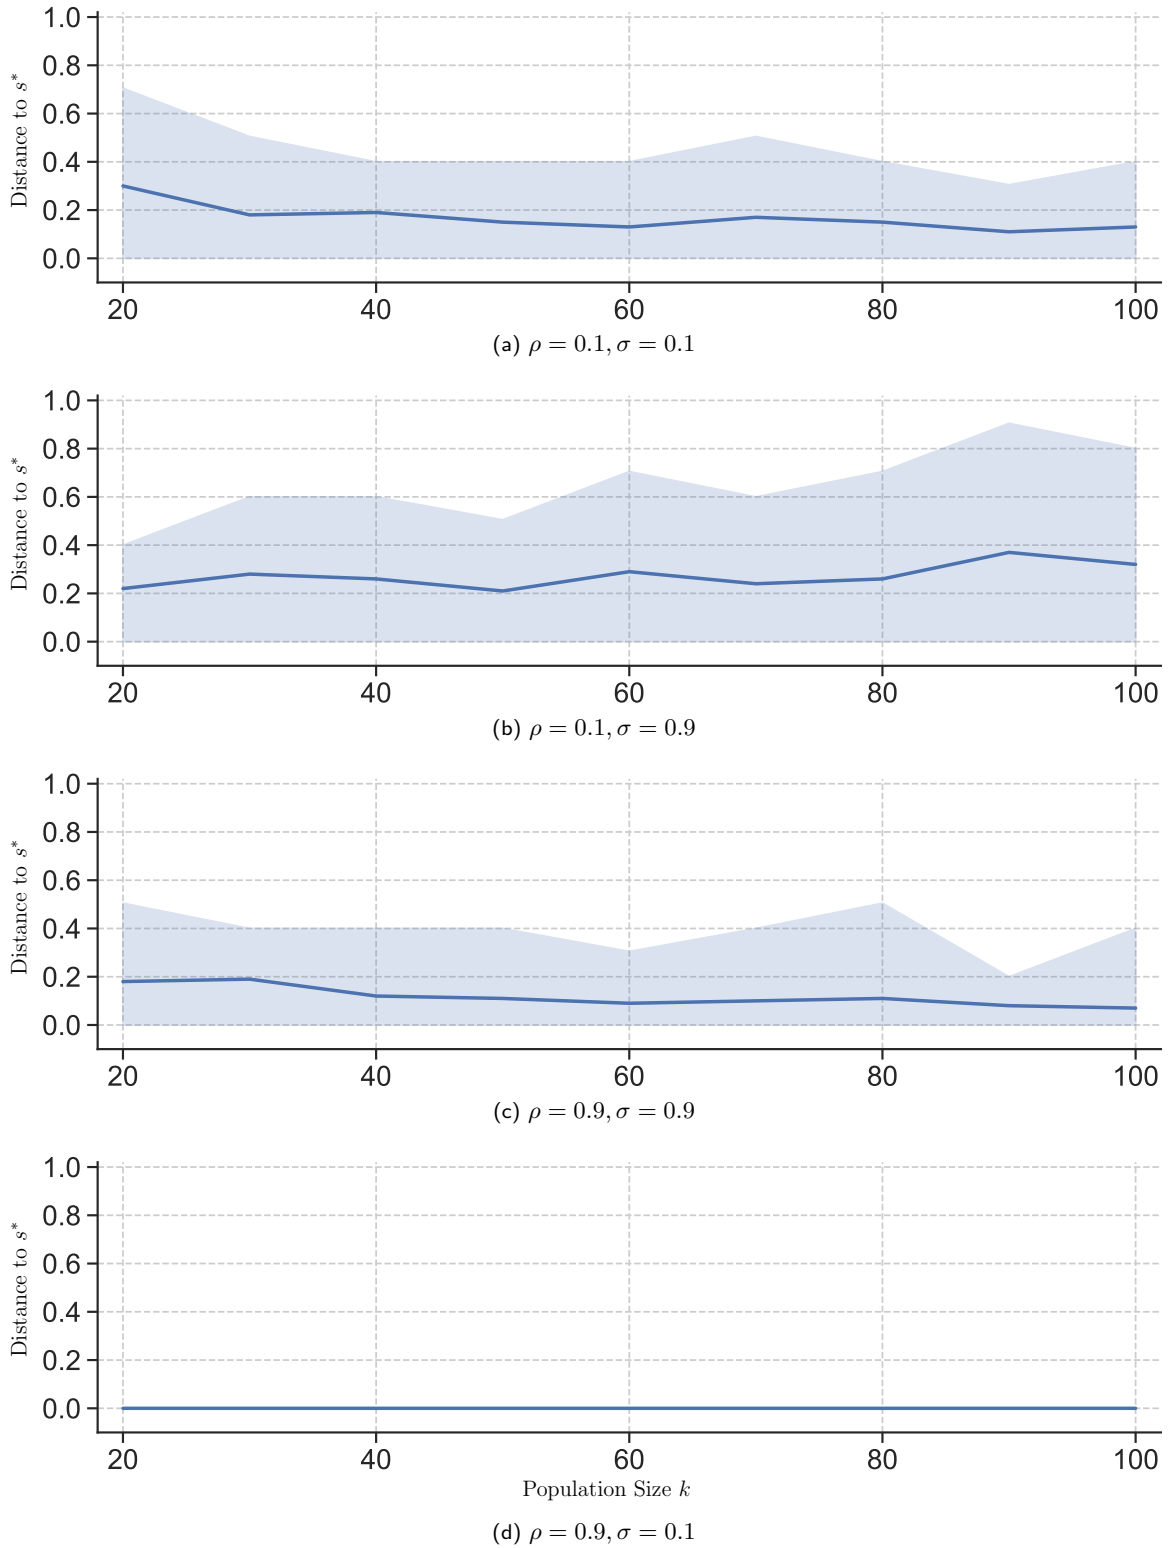 1.0
0.8
0.6
0.4
0.2
0.0
Distance to s*
20 40 60 80 100
(a) ρ = 0.1, σ = 0.1
1.0
0.8
0.6
0.4
0.2
0.0
Distance to s*
20 40 60 80 100
(b) ρ = 0.1, σ = 0.9
1.0
0.8
0.6
0.4
0.2
0.0
Distance to s*
20 40 60 80 100
(c) ρ = 0.9, σ = 0.9
1.0
0.8
0.6
0.4
0.2
0.0
Distance to s*
20 40 60 80 100
Population Size k
(d) ρ = 0.9, σ = 0.1